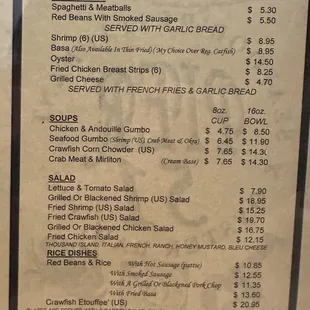 Spaghetti & Meatballs $ 5.30
Red Beans With Smoked Sausage $ 5.50
SERVED WITH GARLIC BREAD
Shrimp (6) (US) $ 8.95
Basa (Also Available In Thin Fried) (My Choice Over Reg. Catfish) $ 8.95
Oyster $ 14.50
Fried Chicken Breast Strips (6) $ 8.25
Grilled Cheese $ 4.70
SERVED WITH FRENCH FRIES & GARLIC BREAD
8oz. 16oz.
SOUPS CUP BOWL
Chicken & Andouille Gumbo $ 4.75 $ 8.50
Seafood Gumbo (Shrimp (US) Crab Meat & Okra) $ 6.45 $ 11.90
Crawfish Corn Chowder (US) $ 7.65 $ 14.30
Crab Meat & Mirliton (Cream Base) $ 7.65 $ 14.30
SALAD
Lettuce & Tomato Salad $ 7.90
Grilled Or Blackened Shrimp (US) Salad $ 18.95
Fried Shrimp (US) Salad $ 15.25
Fried Crawfish (US) Salad $ 19.70
Grilled Or Blackened Chicken Salad $ 16.75
Fried Chicken Salad $ 12.15
THOUSAND ISLAND, ITALIAN, FRENCH, RANCH, HONEY MUSTARD, BLEU CHEESE
RICE DISHES
Red Beans & Rice With Hot Sausage (pattie) $ 10.85
With Smoked Sausage $ 12.55
With A Grilled Or Blackened Pork Chop $ 11.35
With Fried Basa $ 13.60
Crawfish Etouffee' (US) $ 20.95